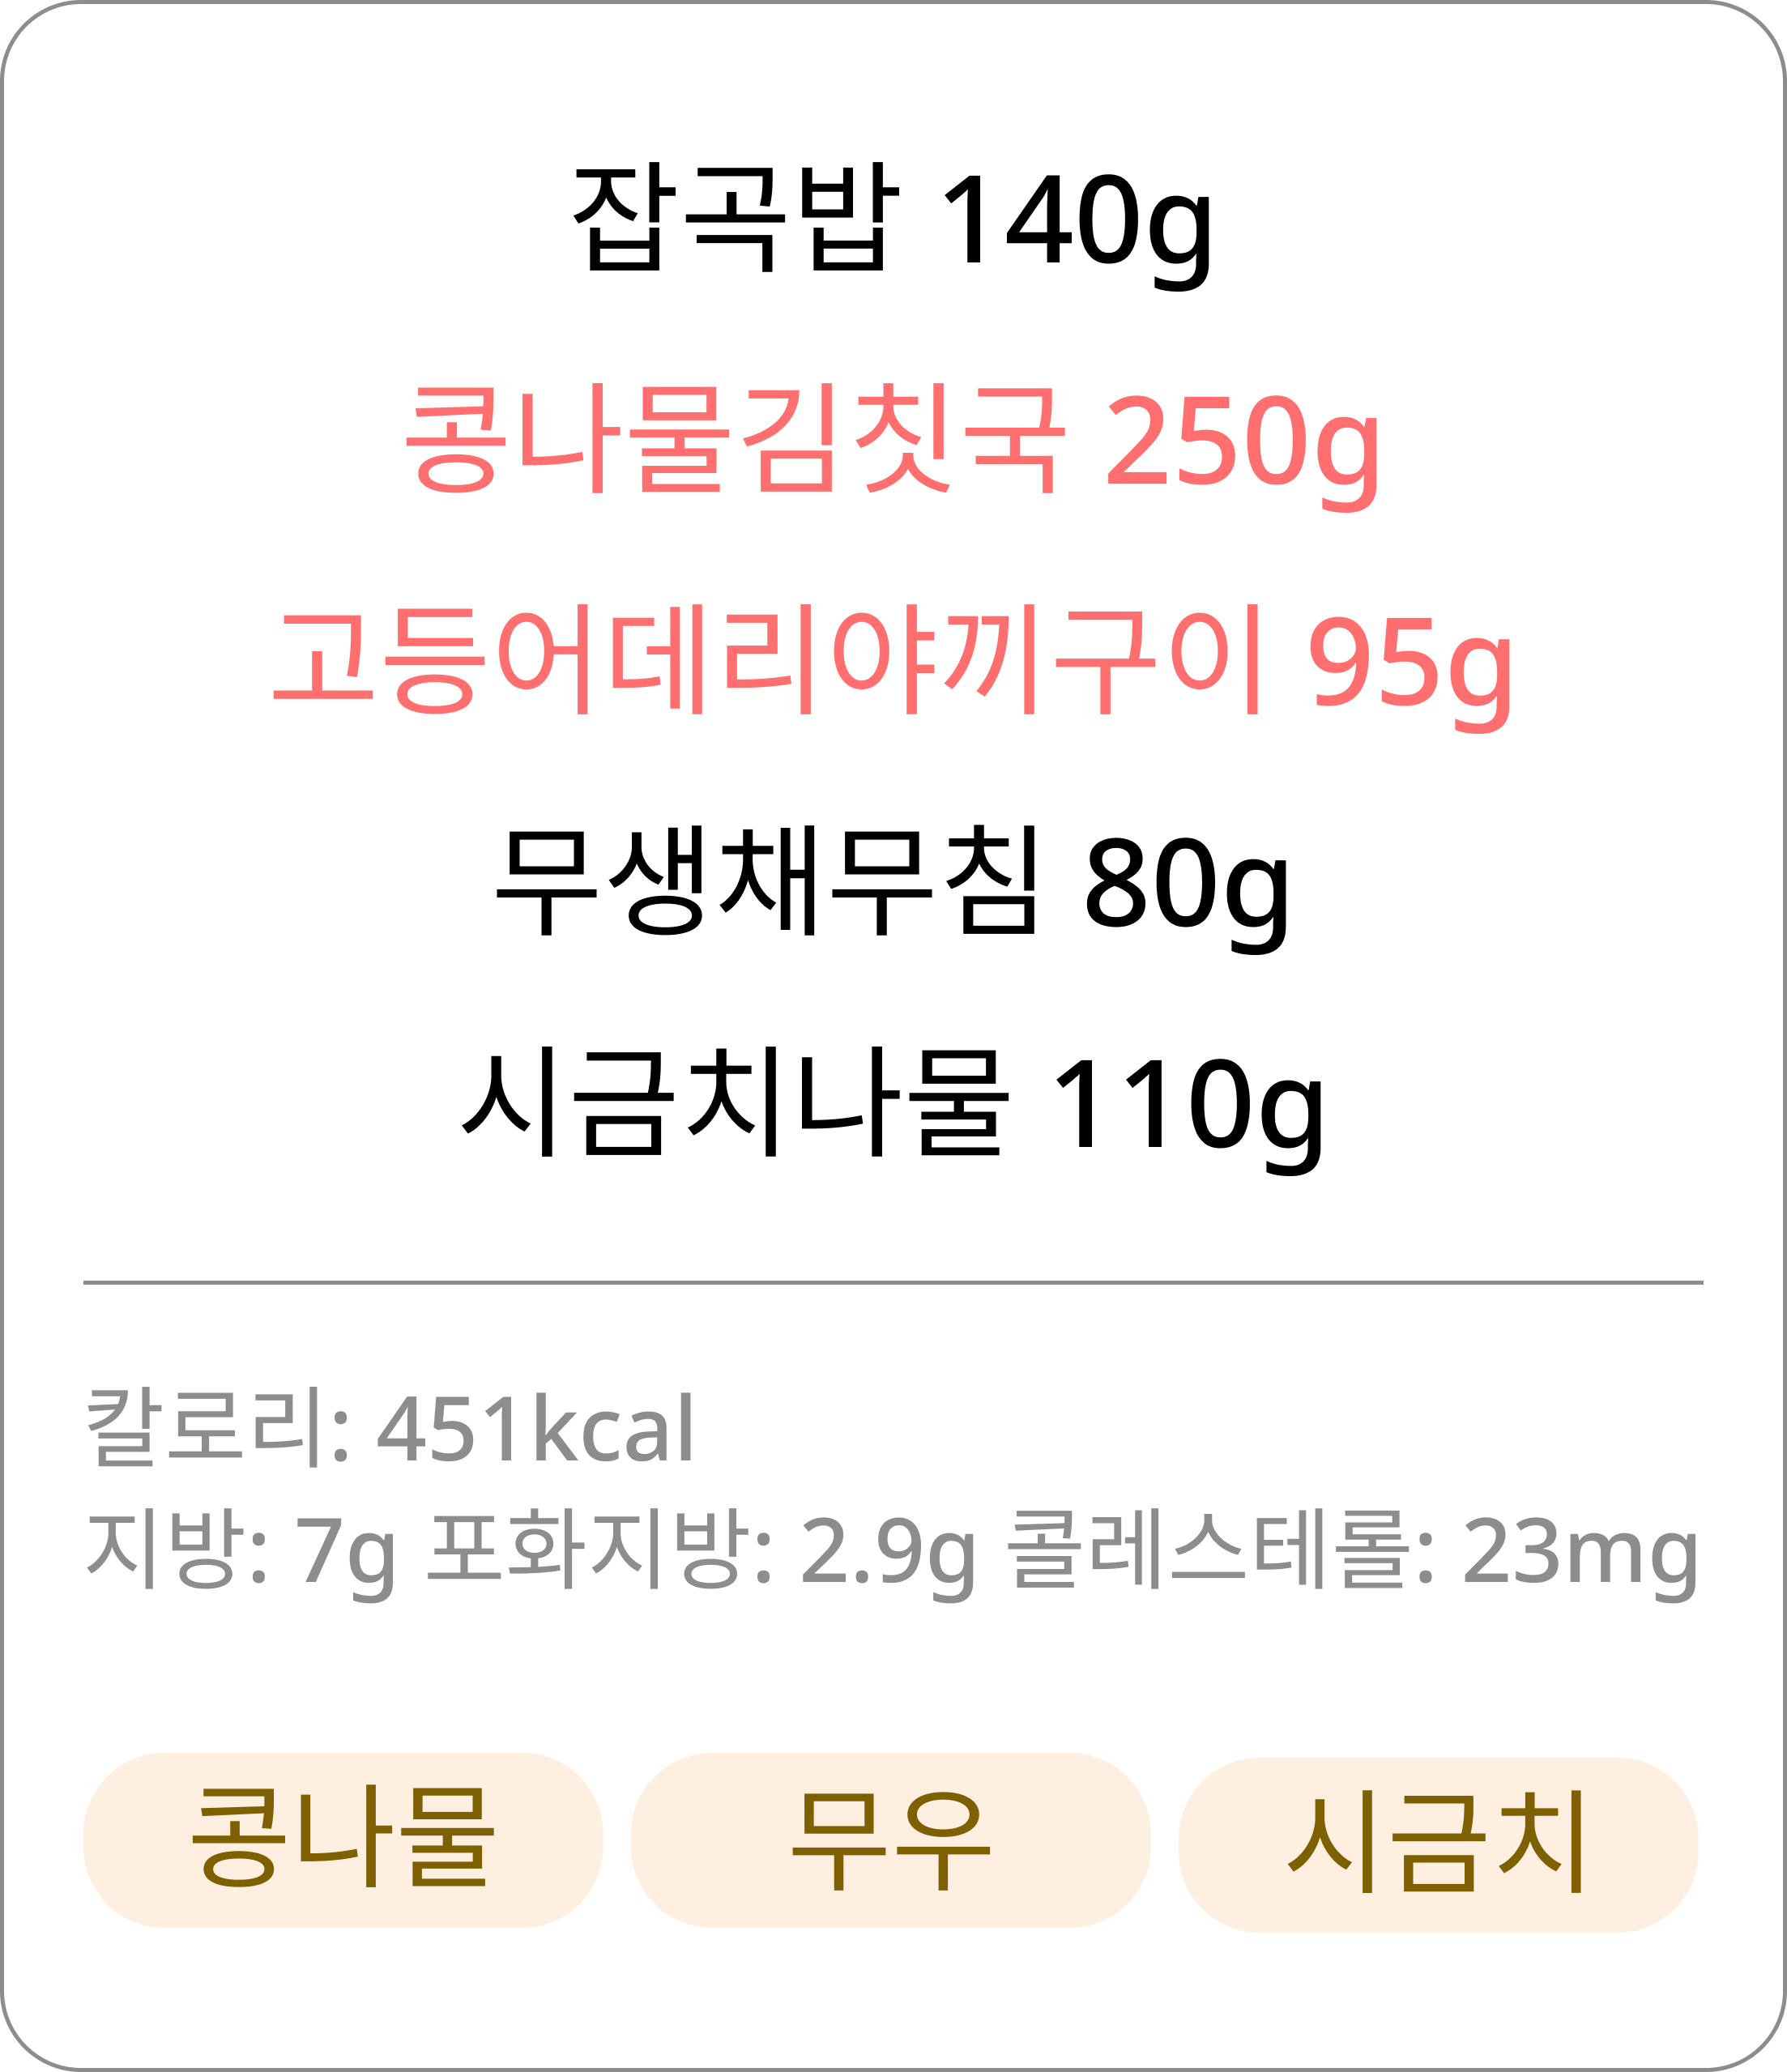 잡곡밥 140g
콩나물김칫국 250g
고등어데리야끼구이 95g
무생채무침 80g
시금치나물 110g
칼로리: 451kcal
지방: 7g 포화지방: 2.9g 콜레스테롤: 23mg
콩나물 무우 시금치